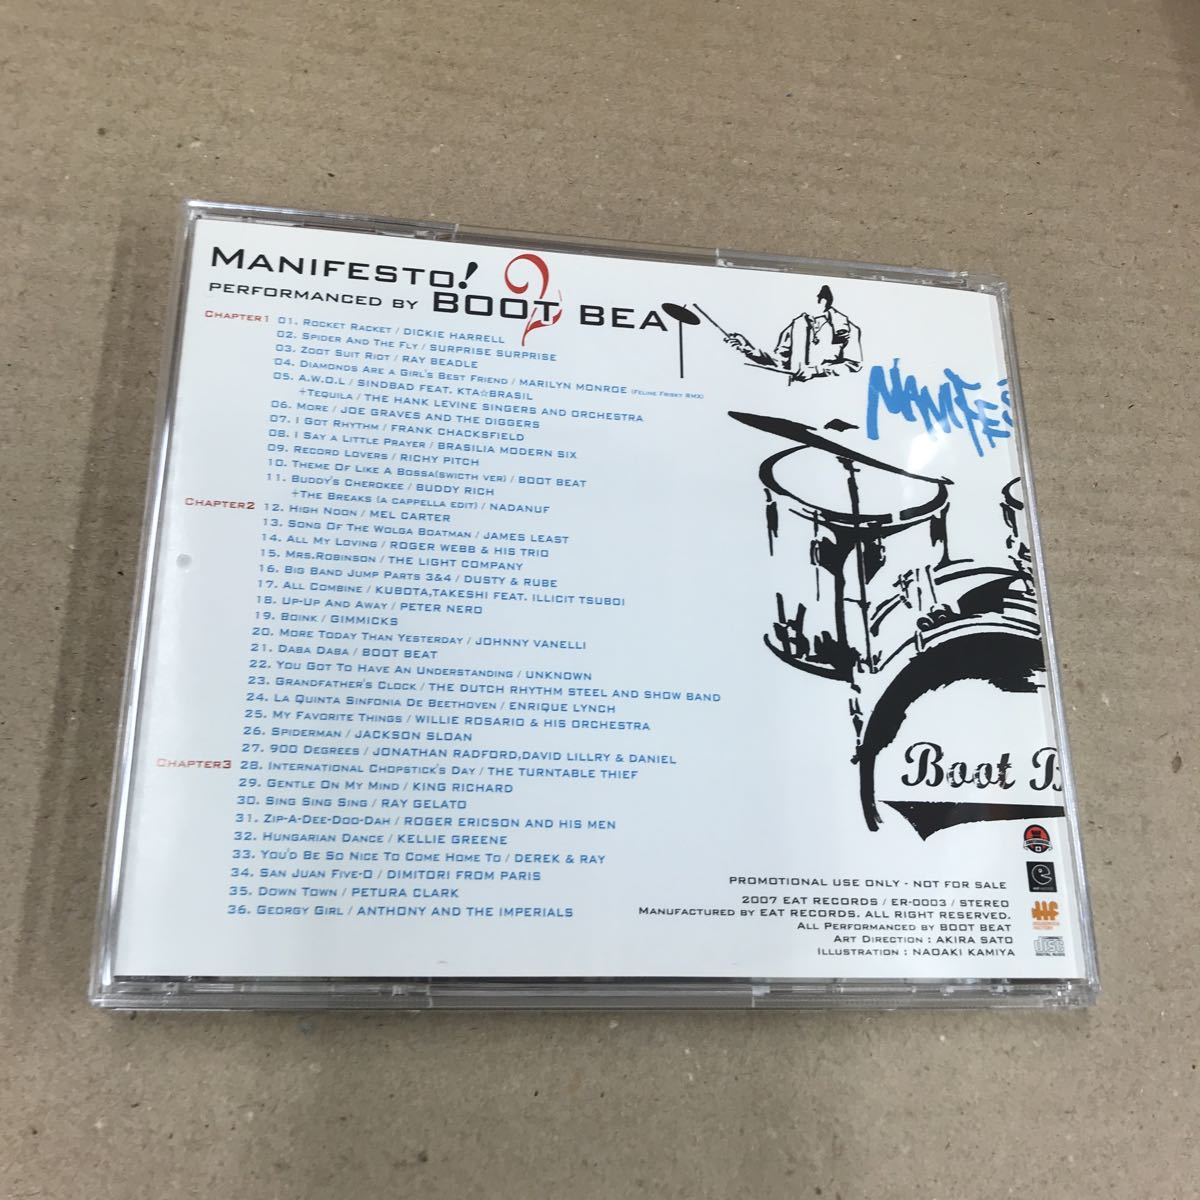 MANIFESTO! 2
PERFORMANCED BY BOOT BEAT
CHAPTER1 01. ROCKET RACKET / DICKIE HARRELL
02. SPIDER AND THE FLY / SURPRISE SURPRISE
03. ZOOT SUIT RIOT / RAY BEADLE
04. DIAMONDS ARE A GIRL'S BEST FRIEND / MARILYN MONROE (FELINE FRISKY RMX)
05. A.W.O.L / SINDBAD FEAT. KTA☆BRASIL
+TEQUILA / THE HANK LEVINE SINGERS AND ORCHESTRA
06. MORE / JOE GRAVES AND THE DIGGERS
07. I GOT RHYTHM / FRANK CHACKSFIELD
08. I SAY A LITTLE PRAYER / BRASILIA MODERN SIX
09. RECORD LOVERS / RICHY PITCH
10. THEME OF LIKE A BOSSA(SWICTH VER) / BOOT BEAT
11. BUDDY'S CHEROKEE / BUDDY RICH
+THE BREAKS (A CAPPELLA EDIT) / NADANUF
CHAPTER2 12. HIGH NOON / MEL CARTER
13. SONG OF THE WOLGA BOATMAN / JAMES LEAST
14. ALL MY LOVING / ROGER WEBB & HIS TRIO
15. MRS.ROBINSON / THE LIGHT COMPANY
16. BIG BAND JUMP PARTS 3&4 / DUSTY & RUBE
17. ALL COMBINE / KUBOTA,TAKESHI FEAT. ILLICIT TSUBOI
18. UP-UP AND AWAY / PETER NERO
19. BOINK / GIMMICKS
20. MORE TODAY THAN YESTERDAY / JOHNNY VANELLI
21. DABA DABA / BOOT BEAT
22. YOU GOT TO HAVE AN UNDERSTANDING / UNKNOWN
23. GRANDFATHER'S CLOCK / THE DUTCH RHYTHM STEEL AND SHOW BAND
24. LA QUINTA SINFONIA DE BEETHOVEN / ENRIQUE LYNCH
25. MY FAVORITE THINGS / WILLIE ROSARIO & HIS ORCHESTRA
26. SPIDERMAN / JACKSON SLOAN
27. 900 DEGREES / JONATHAN RADFORD,DAVID LILLRY & DANIEL
CHAPTER3 28. INTERNATIONAL CHOPSTICK'S DAY / THE TURNTABLE THIEF
29. GENTLE ON MY MIND / KING RICHARD
30. SING SING SING / RAY GELATO
31. ZIP-A-DEE-DOO-DAH / ROGER ERICSON AND HIS MEN
32. HUNGARIAN DANCE / KELLIE GREENE
33. YOU'D BE SO NICE TO COME HOME TO / DEREK & RAY
34. SAN JUAN FIVE-O / DIMITORI FROM PARIS
35. DOWN TOWN / PETURA CLARK
36. GEORGY GIRL / ANTHONY AND THE IMPERIALS
MANIFES
Boot B
PROMOTIONAL USE ONLY - NOT FOR SALE
2007 EAT RECORDS / ER-0003 / STEREO
MANUFACTURED BY EAT RECORDS. ALL RIGHT RESERVED.
ALL PERFORMANCED BY BOOT BEAT
ART DIRECTION : AKIRA SATO
ILLUSTRATION : NAOAKI KAMIYA
disc
DIGITAL AUDIO